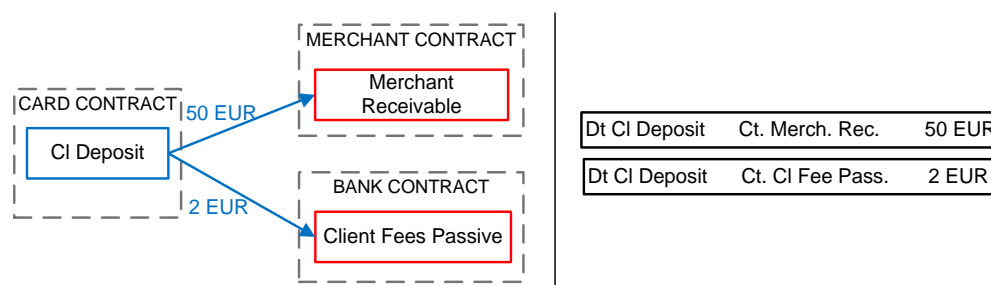 MERCHANT CONTRACT
Merchant
Receivable
CARD CONTRACT
50 EUR
Cl Deposit
BANK CONTRACT
2 EUR
Client Fees Passive
Dt Cl Deposit Ct. Merch. Rec. 50 EUR
Dt Cl Deposit Ct. Cl Fee Pass. 2 EUR